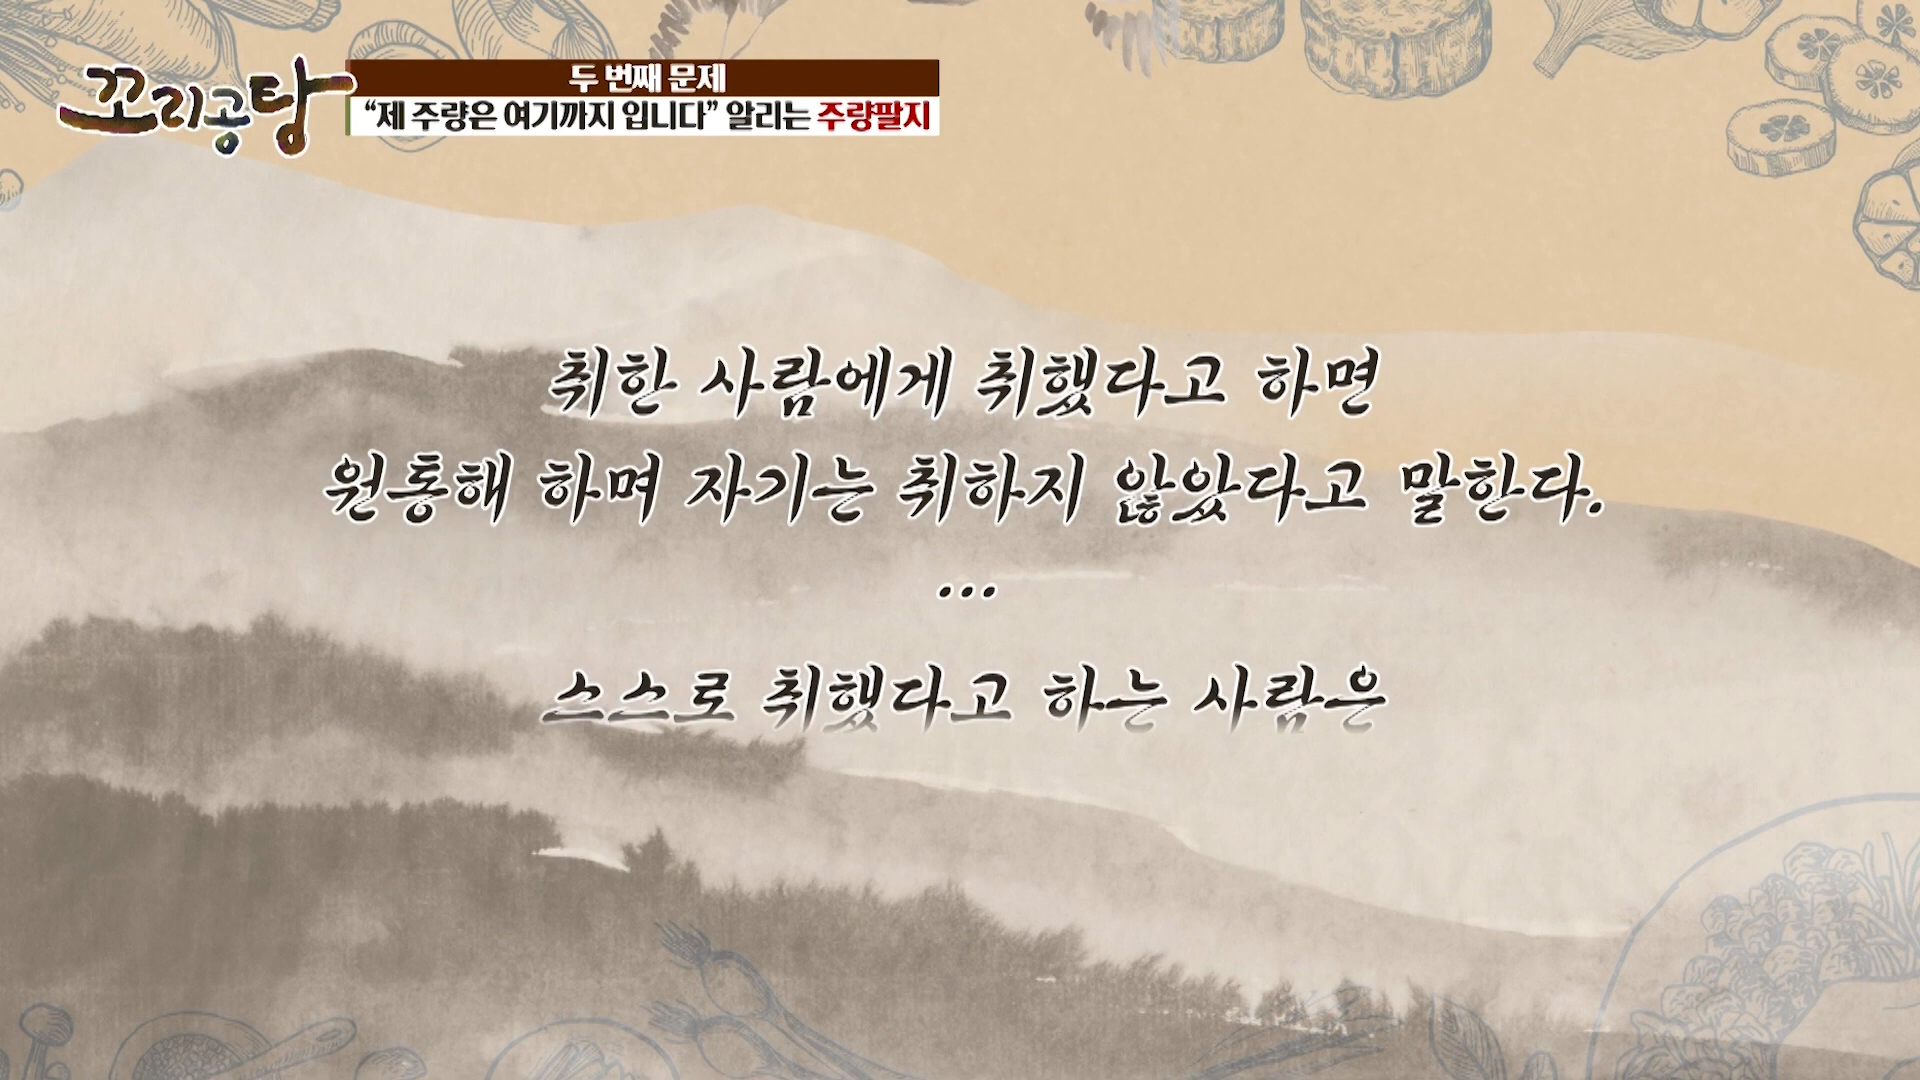 꼬리공탕
두 번째 문제
“제 주량은 여기까지 입니다” 알리는 주량팔지
취한 사람에게 취했다고 하면
원통해 하며 자기는 취하지 않았다고 말한다.
...
스스로 취했다고 하는 사람은